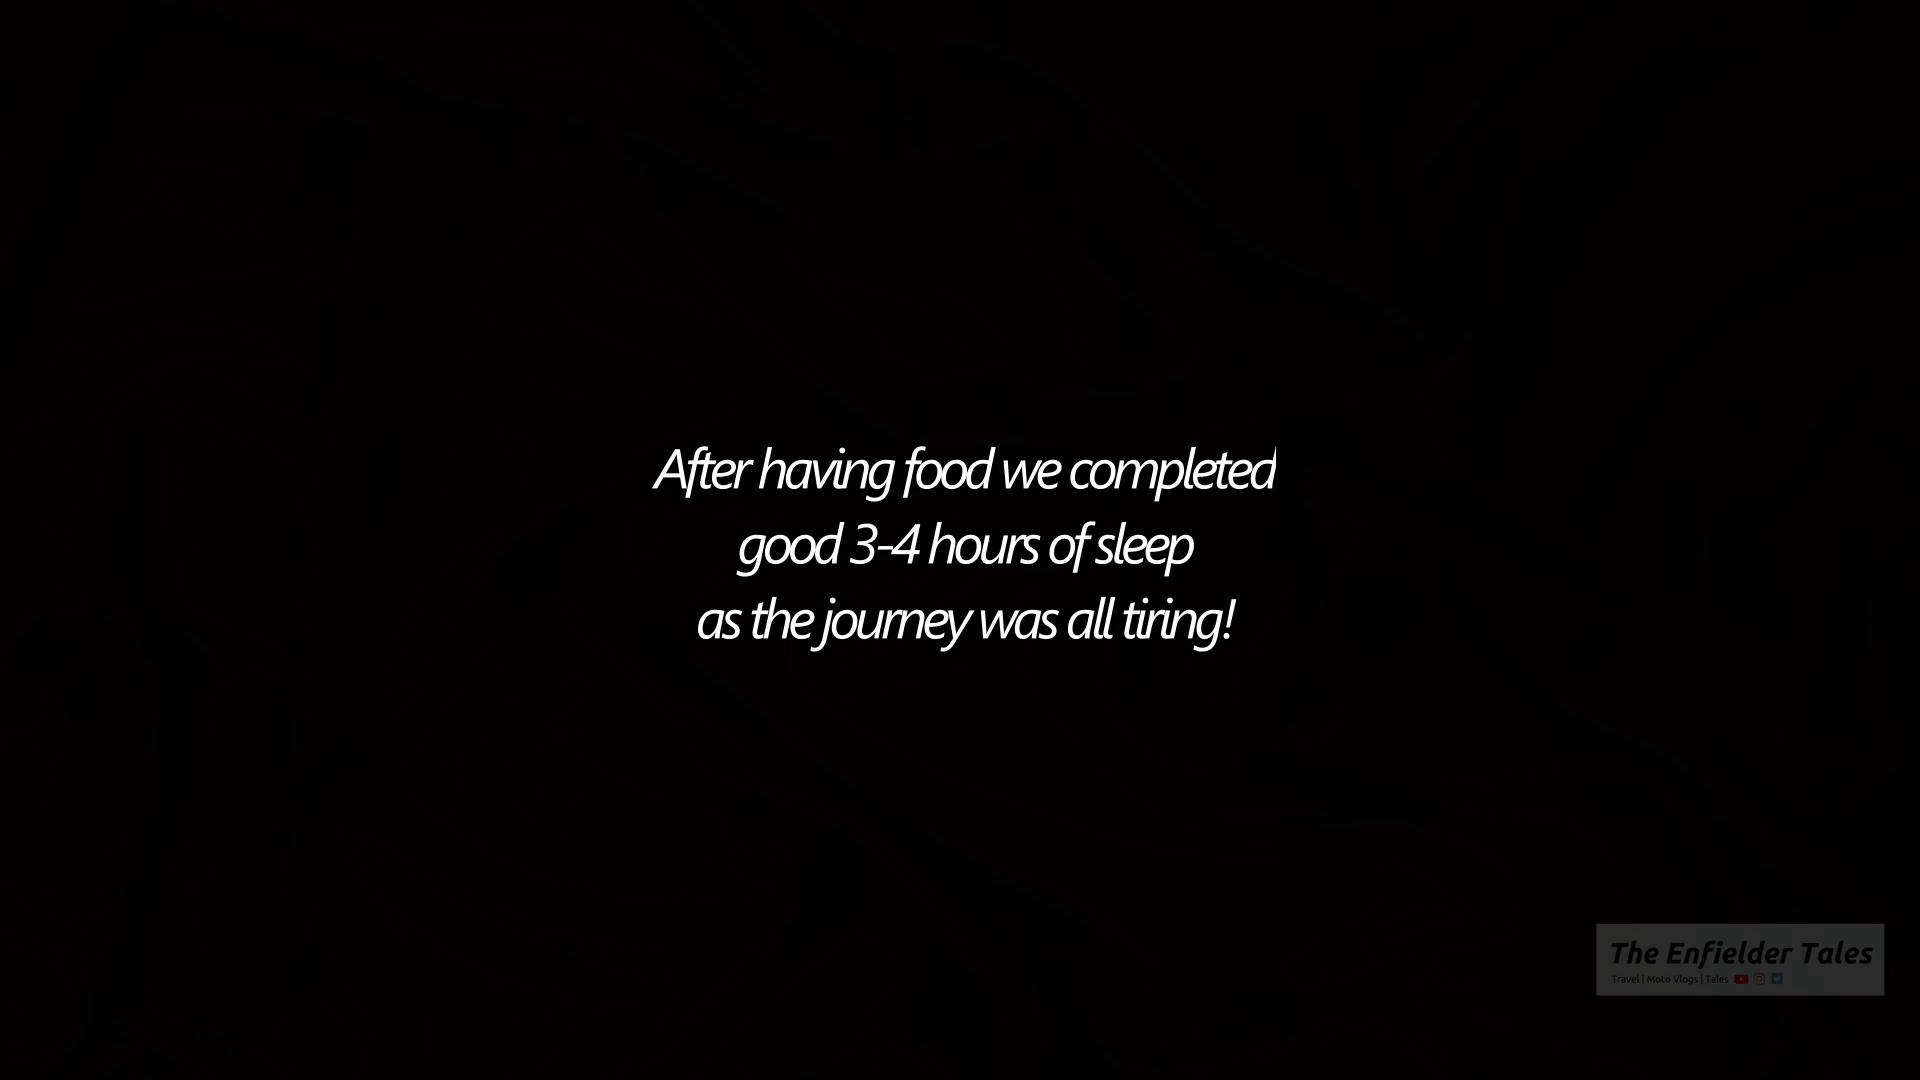 After having food we completed
good 3-4 hours of sleep
as the journey was all tiring!
The Enfielder Tales
Travel | Moto Vlogs | Tales